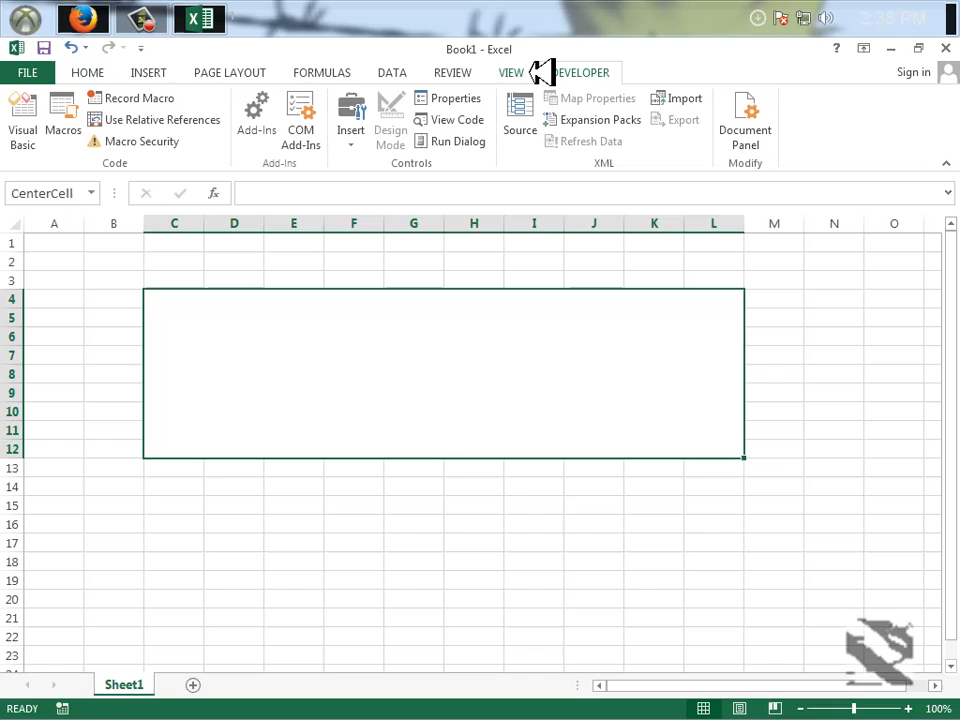 2:38 PM
Book1 - Excel
FILE HOME INSERT PAGE LAYOUT FORMULAS DATA REVIEW VIEW DEVELOPER Sign in
Visual Basic
Macros
Record Macro
Use Relative References
Macro Security
Code
Add-Ins
COM Add-Ins
Add-Ins
Insert
Design Mode
Properties
View Code
Run Dialog
Controls
Source
Map Properties
Expansion Packs
Refresh Data
Import
Export
XML
Document Panel
Modify
CenterCell fx
A B C D E F G H I J K L M N O
1
2
3
4
5
6
7
8
9
10
11
12
13
14
15
16
17
18
19
20
21
22
23
Sheet1
READY 100%